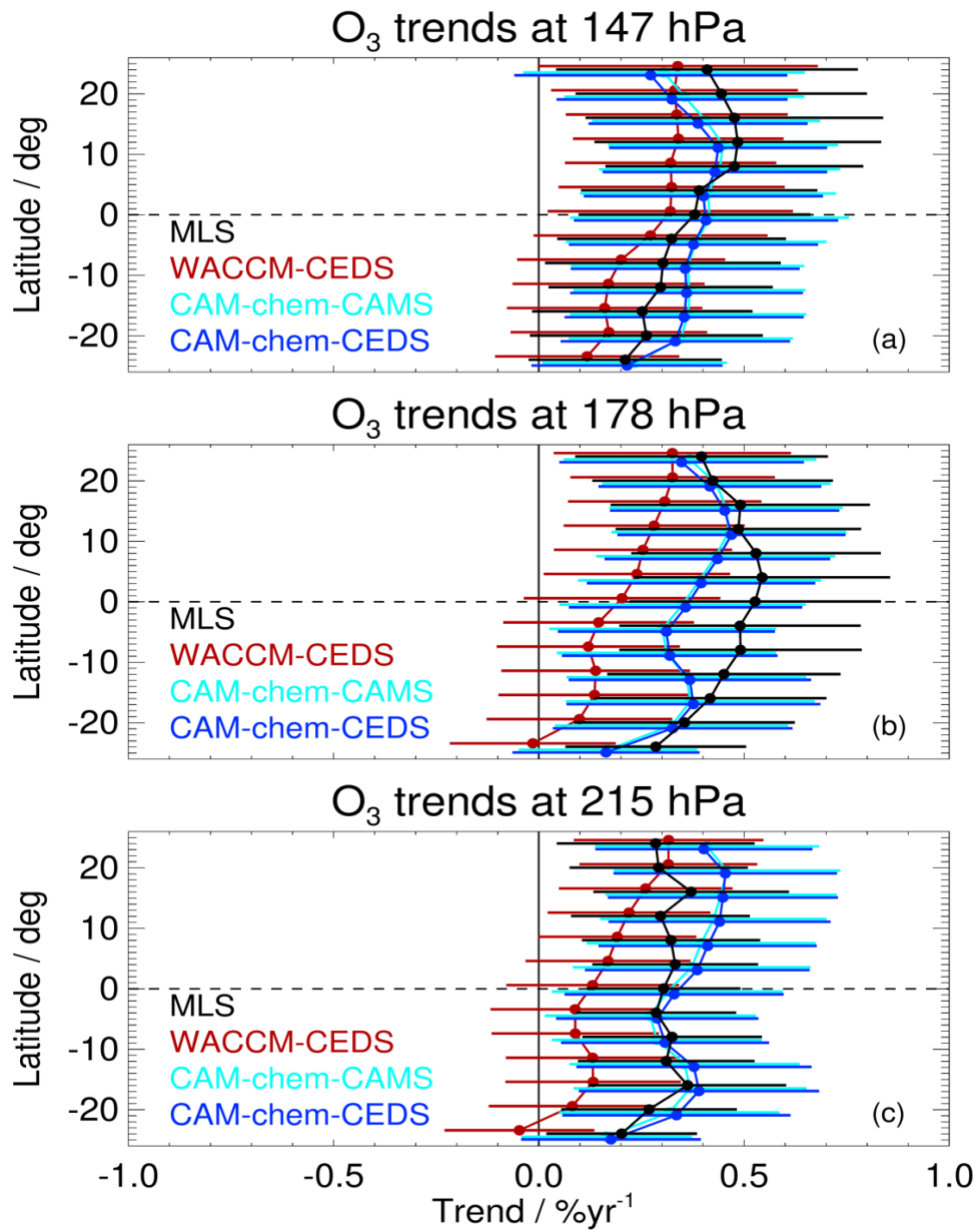 O₃ trends at 147 hPa
Latitude / deg
20
10
0
-10
-20
MLS
WACCM-CEDS
CAM-chem-CAMS
CAM-chem-CEDS
(a)
O₃ trends at 178 hPa
Latitude / deg
20
10
0
-10
-20
MLS
WACCM-CEDS
CAM-chem-CAMS
CAM-chem-CEDS
(b)
O₃ trends at 215 hPa
Latitude / deg
20
10
0
-10
-20
MLS
WACCM-CEDS
CAM-chem-CAMS
CAM-chem-CEDS
(c)
-1.0 -0.5 0.0 0.5 1.0
Trend / %yr⁻¹